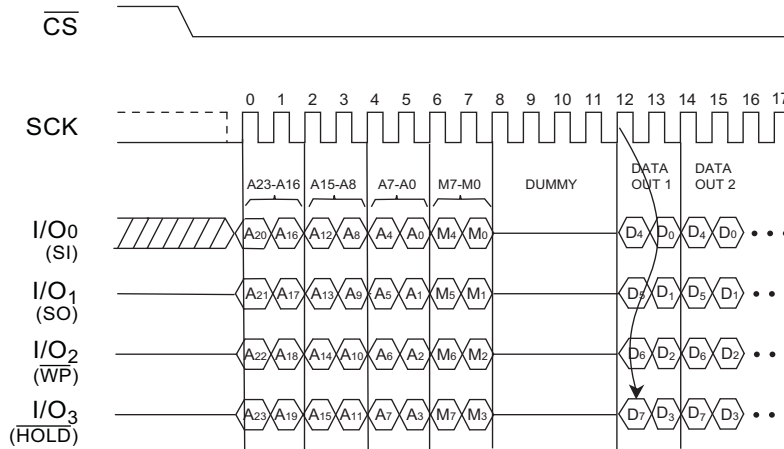 CS
0 1 2 3 4 5 6 7 8 9 10 11 12 13 14 15 16 17
SCK
A23-A16 A15-A8 A7-A0 M7-M0 DUMMY DATA OUT 1 DATA OUT 2
I/O0 A20 A16 A12 A8 A4 A0 M4 M0 D4 D0 D4 D0 • • •
(SI)
I/O1 A21 A17 A13 A9 A5 A1 M5 M1 D5 D1 D5 D1 • • •
(SO)
I/O2 A22 A18 A14 A10 A6 A2 M6 M2 D6 D2 D6 D2 • •
(WP)
I/O3 A23 A19 A15 A11 A7 A3 M7 M3 D7 D3 D7 D3 • •
(HOLD)